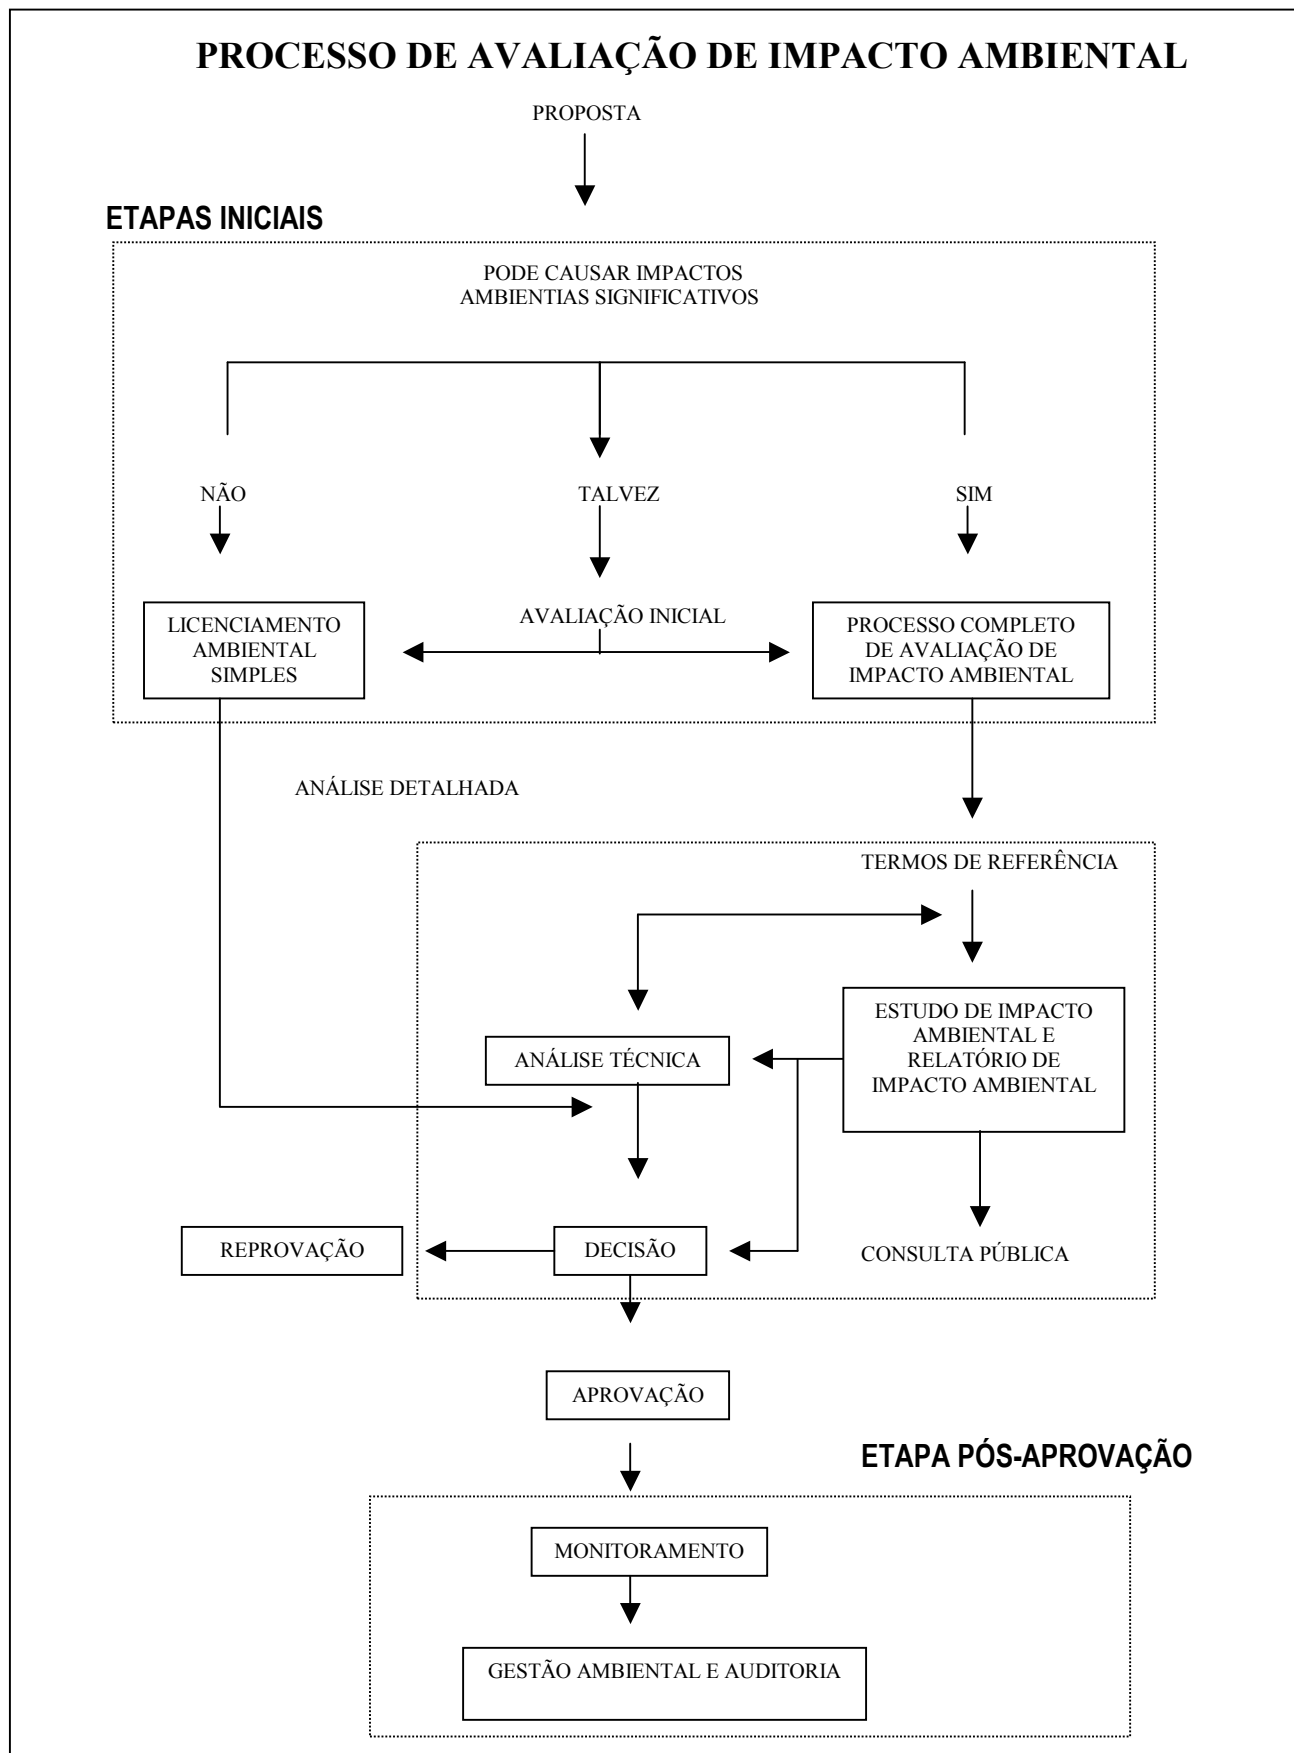 PROCESSO DE AVALIAÇÃO DE IMPACTO AMBIENTAL
PROPOSTA
ETAPAS INICIAIS
PODE CAUSAR IMPACTOS
AMBIENTIAS SIGNIFICATIVOS
NÃO
TALVEZ
SIM
LICENCIAMENTO
AMBIENTAL
SIMPLES
AVALIAÇÃO INICIAL
PROCESSO COMPLETO
DE AVALIAÇÃO DE
IMPACTO AMBIENTAL
ANÁLISE DETALHADA
TERMOS DE REFERÊNCIA
ESTUDO DE IMPACTO
AMBIENTAL E
RELATÓRIO DE
IMPACTO AMBIENTAL
ANÁLISE TÉCNICA
REPROVAÇÃO
DECISÃO
CONSULTA PÚBLICA
APROVAÇÃO
ETAPA PÓS-APROVAÇÃO
MONITORAMENTO
GESTÃO AMBIENTAL E AUDITORIA